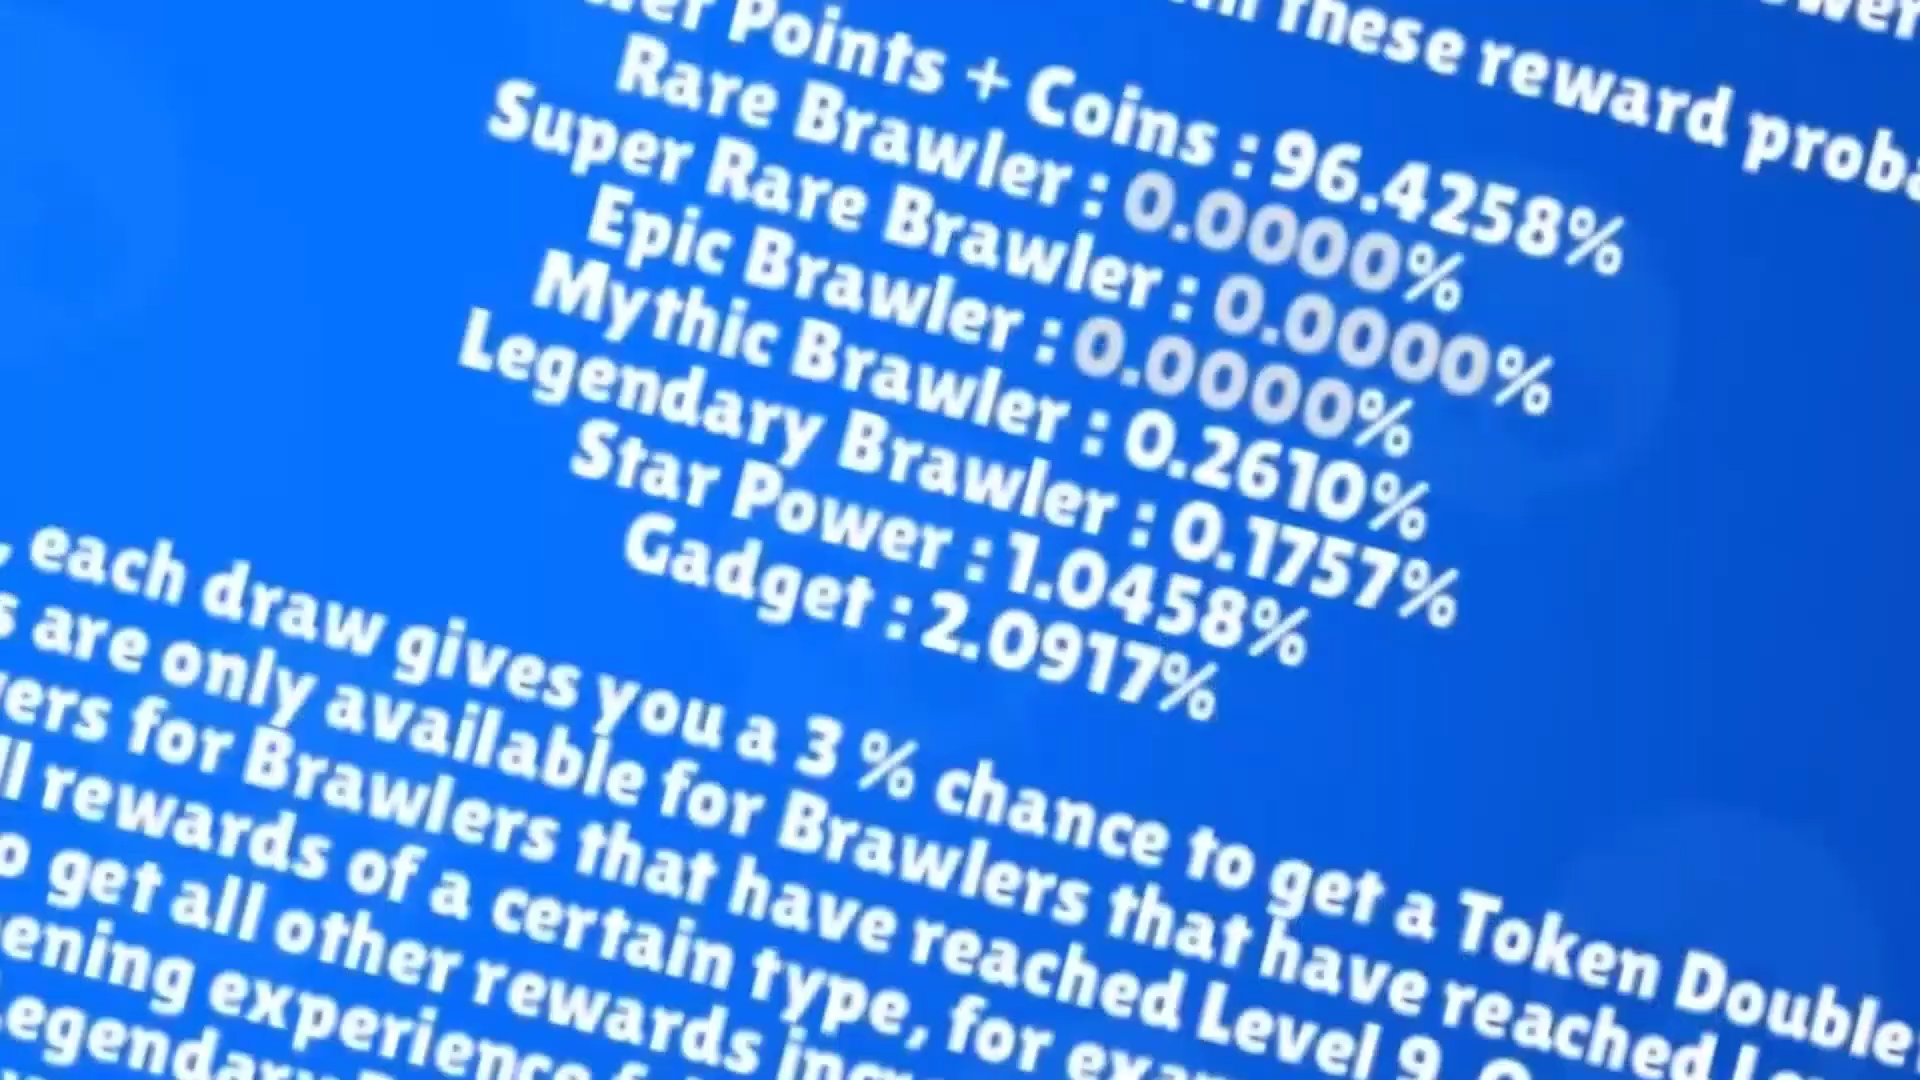 these reward
Points + Coins : 96.4258%
Rare Brawler : 0.0000%
Super Rare Brawler : 0.0000%
Epic Brawler : 0.0000%
Mythic Brawler : 0.2610%
Legendary Brawler : 0.1757%
Star Power : 1.0458%
Gadget : 2.0917%
, each draw gives you a 3 % chance to get a Token Double
are only available for Brawlers that have reached
for Brawlers that have reached Level 9.
rewards of a certain type, for
get all other rewards
experience